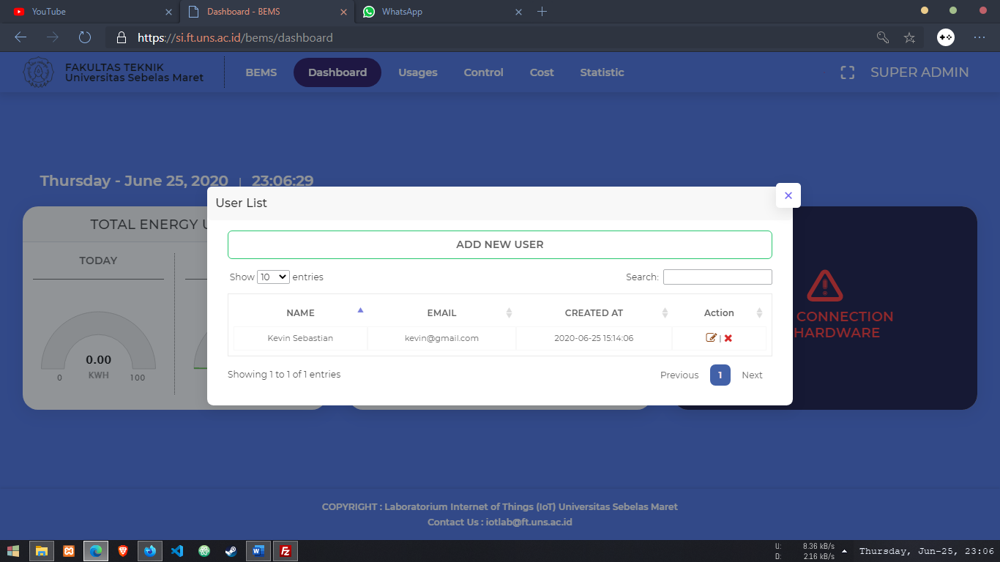 YouTube
Dashboard - BEMS
WhatsApp
https://si.ft.uns.ac.id/bems/dashboard
FAKULTAS TEKNIK
Universitas Sebelas Maret
BEMS
Dashboard
Usages
Control
Cost
Statistic
SUPER ADMIN
Thursday - June 25, 2020 | 23:06:29
TOTAL ENERGY
TODAY
0.00
KWH
0 100
CONNECTION
HARDWARE
User List
ADD NEW USER
Show 10 entries
Search:
NAME EMAIL CREATED AT Action
Kevin Sebastian kevin@gmail.com 2020-06-25 15:14:06 |
Showing 1 to 1 of 1 entries
Previous 1 Next
COPYRIGHT : Laboratorium Internet of Things (IoT) Universitas Sebelas Maret
Contact Us : iotlab@ft.uns.ac.id
U: 8.36 kB/s
D: 2.16 kB/s
Thursday, Jun-25, 23:06